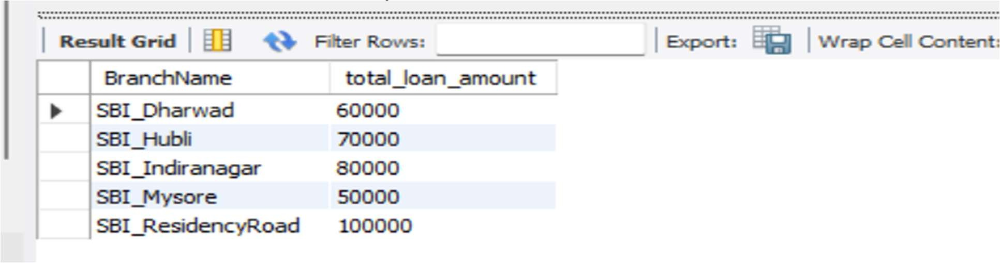 Result Grid Filter Rows: Export: Wrap Cell Content:
BranchName total_loan_amount
SBI_Dharwad 60000
SBI_Hubli 70000
SBI_Indiranagar 80000
SBI_Mysore 50000
SBI_ResidencyRoad 100000